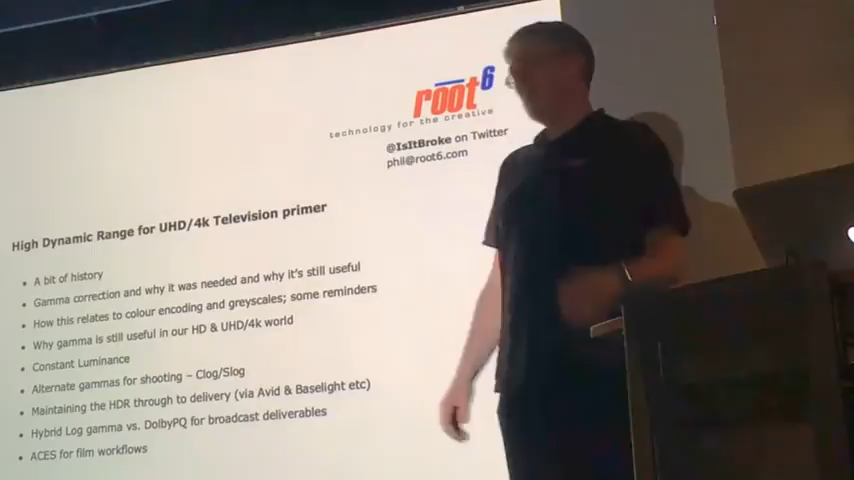 root6
technology for the creative
@IsItBroke on Twitter
phil@root6.com
High Dynamic Range for UHD/4k Television primer
• A bit of history
• Gamma correction and why it was needed and why it's still useful
• How this relates to colour encoding and greyscales; some reminders
• Why gamma is still useful in our HD & UHD/4k world
• Constant Luminance
• Alternate gammas for shooting – Clog/Slog
• Maintaining the HDR through to delivery (via Avid & Baselight etc)
• Hybrid Log gamma vs. DolbyPQ for broadcast deliverables
• ACES for film workflows